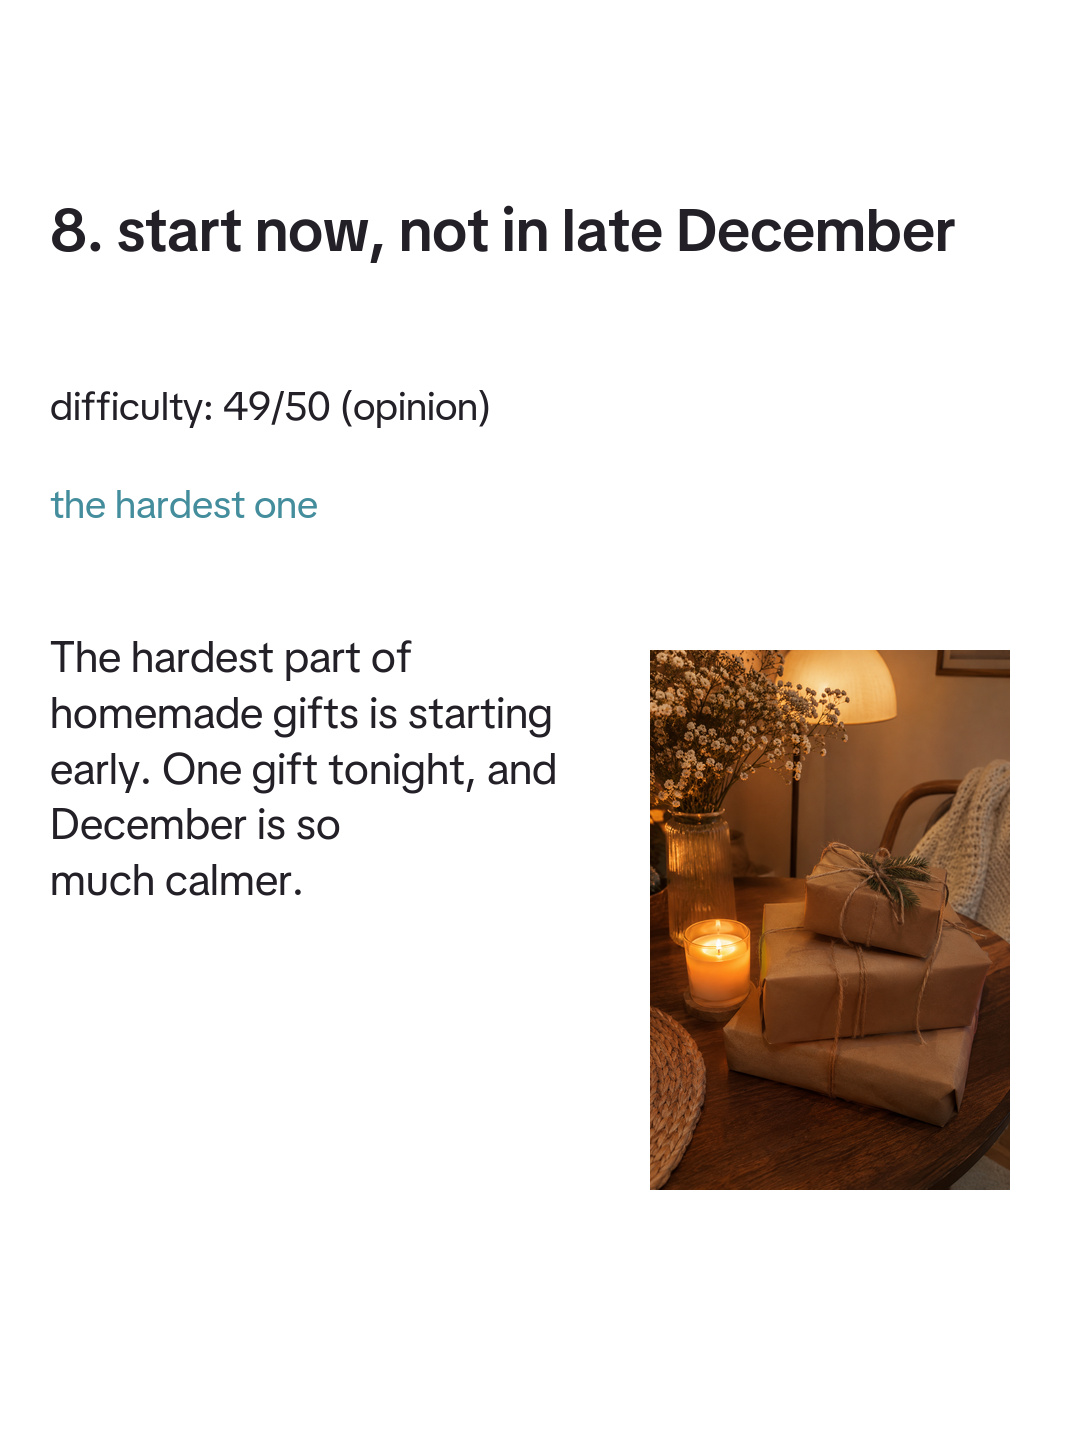 8. start now, not in late December
difficulty: 49/50 (opinion)
the hardest one
The hardest part of
homemade gifts is starting
early. One gift tonight, and
December is so
much calmer.